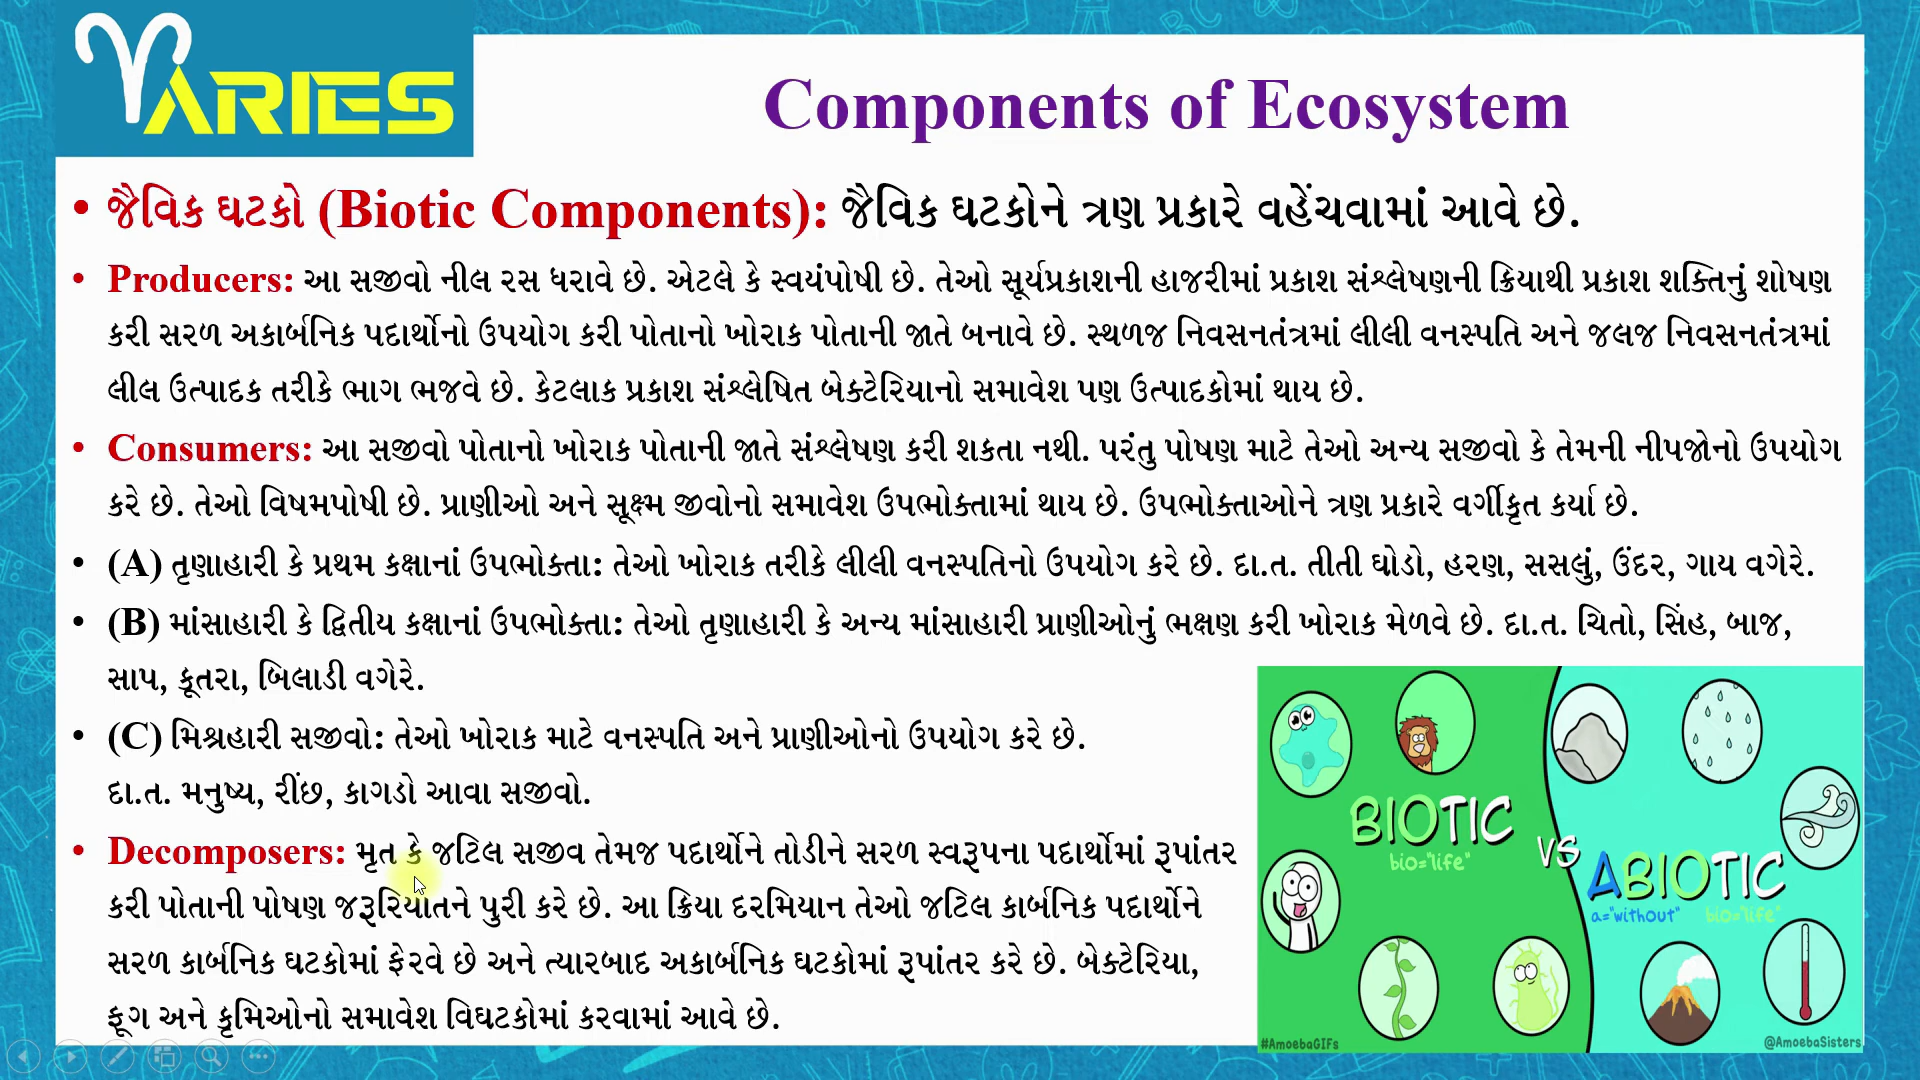 ARIES
Components of Ecosystem
• જૈવિક ઘટકો (Biotic Components): જૈવિક ઘટકોને ત્રણ પ્રકારે વહેંચવામાં આવે છે.
• Producers: આ સજીવો નીલ રસ ધરાવે છે. એટલે કે સ્વયંપોષી છે. તેઓ સૂર્યપ્રકાશની હાજરીમાં પ્રકાશ સંશ્લેષણની ક્રિયાથી પ્રકાશ શક્તિનું શોષણ
કરી સરળ અકાર્બનિક પદાર્થોનો ઉપયોગ કરી પોતાનો ખોરાક પોતાની જાતે બનાવે છે. સ્થળજ નિવસનતંત્રમાં લીલી વનસ્પતિ અને જલજ નિવસનતંત્રમાં
લીલ ઉત્પાદક તરીકે ભાગ ભજવે છે. કેટલાક પ્રકાશ સંશ્લેષિત બેક્ટેરિયાનો સમાવેશ પણ ઉત્પાદકોમાં થાય છે.
• Consumers: આ સજીવો પોતાનો ખોરાક પોતાની જાતે સંશ્લેષણ કરી શકતા નથી. પરંતુ પોષણ માટે તેઓ અન્ય સજીવો કે તેમની નીપજોનો ઉપયોગ
કરે છે. તેઓ વિષમપોષી છે. પ્રાણીઓ અને સૂક્ષ્મ જીવોનો સમાવેશ ઉપભોક્તામાં થાય છે. ઉપભોક્તાઓને ત્રણ પ્રકારે વર્ગીકૃત કર્યા છે.
• (A) તૃણાહારી કે પ્રથમ કક્ષાનાં ઉપભોક્તા: તેઓ ખોરાક તરીકે લીલી વનસ્પતિનો ઉપયોગ કરે છે. દા.ત. તીતી ઘોડો, હરણ, સસલું, ઉંદર, ગાય વગેરે.
• (B) માંસાહારી કે દ્વિતીય કક્ષાનાં ઉપભોક્તા: તેઓ તૃણાહારી કે અન્ય માંસાહારી પ્રાણીઓનું ભક્ષણ કરી ખોરાક મેળવે છે. દા.ત. ચિતો, સિંહ, બાજ,
સાપ, કૂતરા, બિલાડી વગેરે.
• (C) મિશ્રહારી સજીવો: તેઓ ખોરાક માટે વનસ્પતિ અને પ્રાણીઓનો ઉપયોગ કરે છે.
દા.ત. મનુષ્ય, રીંછ, કાગડો આવા સજીવો.
• Decomposers: મૃત કે જટિલ સજીવ તેમજ પદાર્થોને તોડીને સરળ સ્વરૂપના પદાર્થોમાં રૂપાંતર
કરી પોતાની પોષણ જરૂરિયાતને પુરી કરે છે. આ ક્રિયા દરમિયાન તેઓ જટિલ કાર્બનિક પદાર્થોને
સરળ કાર્બનિક ઘટકોમાં ફેરવે છે અને ત્યારબાદ અકાર્બનિક ઘટકોમાં રૂપાંતર કરે છે. બેક્ટેરિયા,
ફૂગ અને કૃમિઓનો સમાવેશ વિઘટકોમાં કરવામાં આવે છે.
BIOTIC
bio="life"
VS
ABIOTIC
a="without" bio="life"
#AmoebaGIFs
@AmoebaSisters